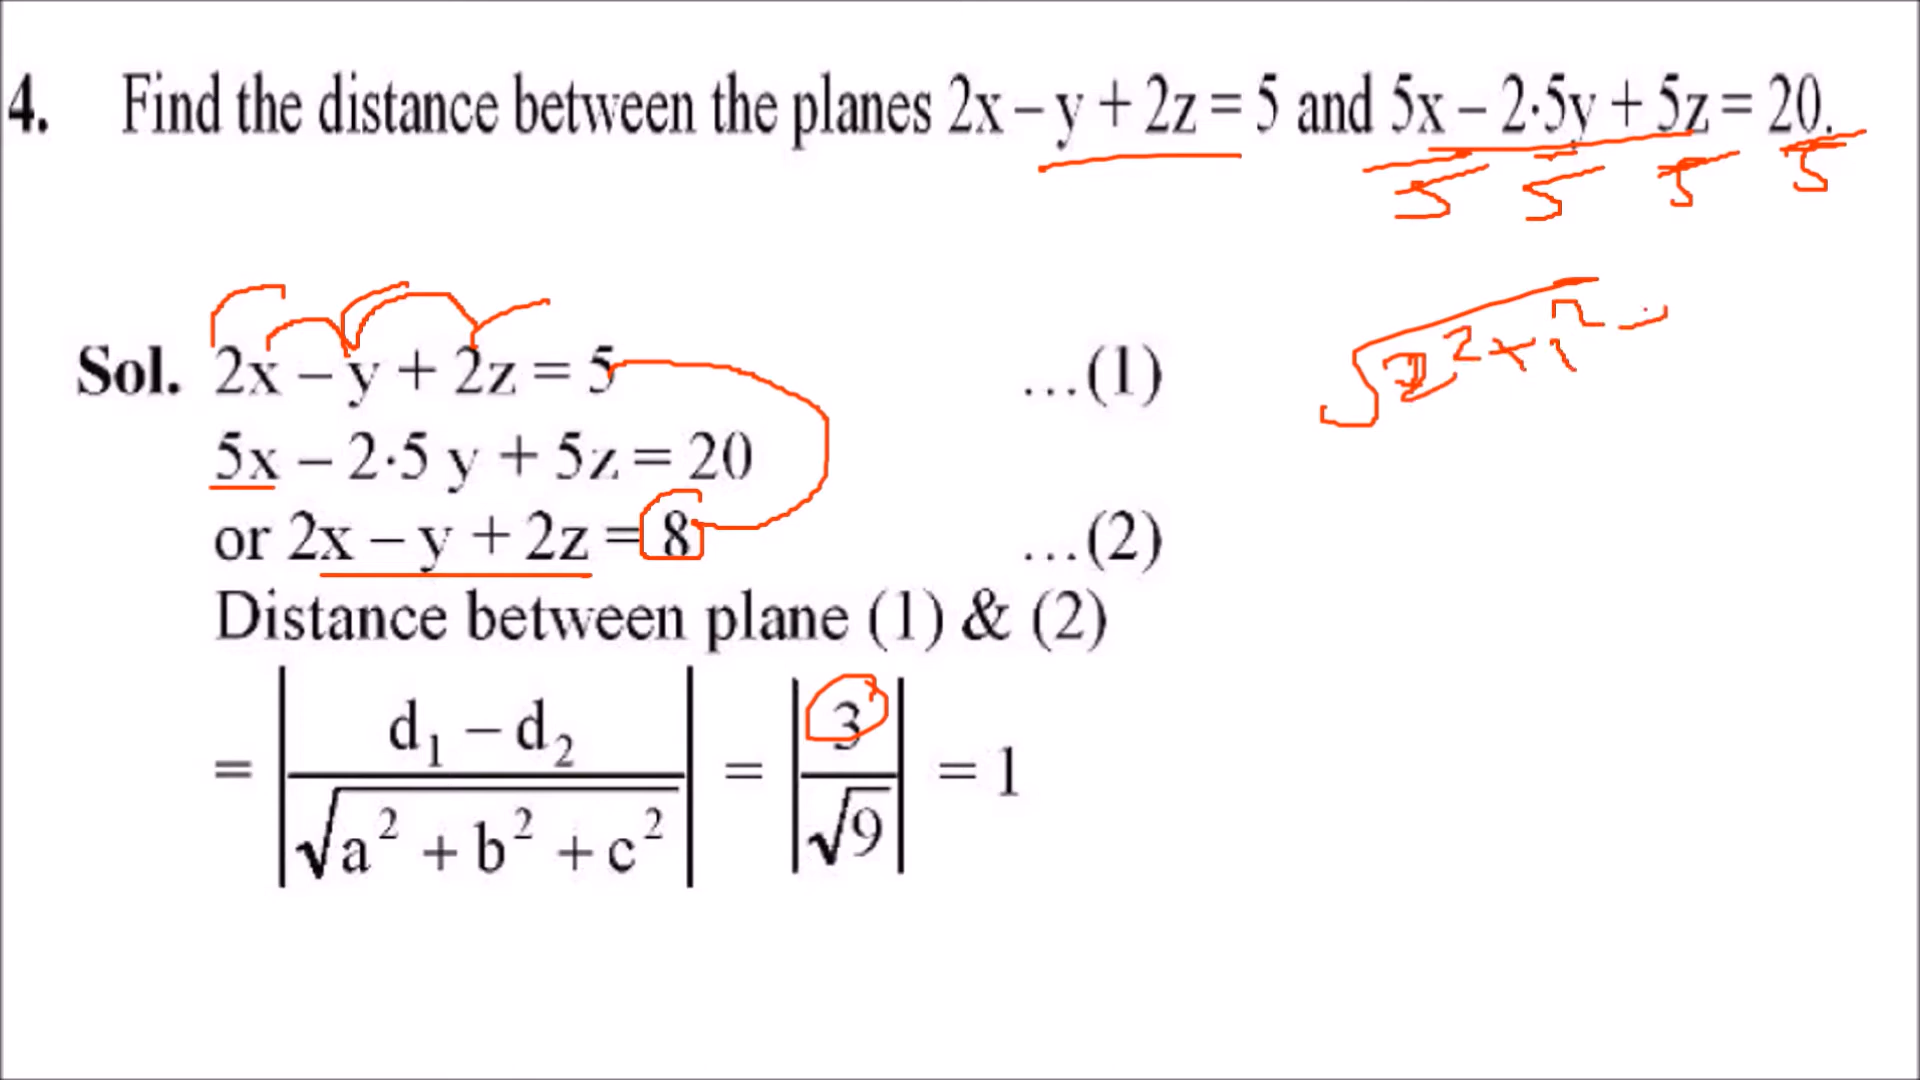 4. Find the distance between the planes 2x – y + 2z = 5 and 5x – 2·5y + 5z = 20.
5 5 5 5
Sol. 2x – y + 2z = 5 ...(1)
5x – 2·5 y + 5z = 20
or 2x – y + 2z = 8 ...(2)
Distance between plane (1) & (2)
= | d₁ – d₂ / √a² + b² + c² | = | 3 / √9 | = 1